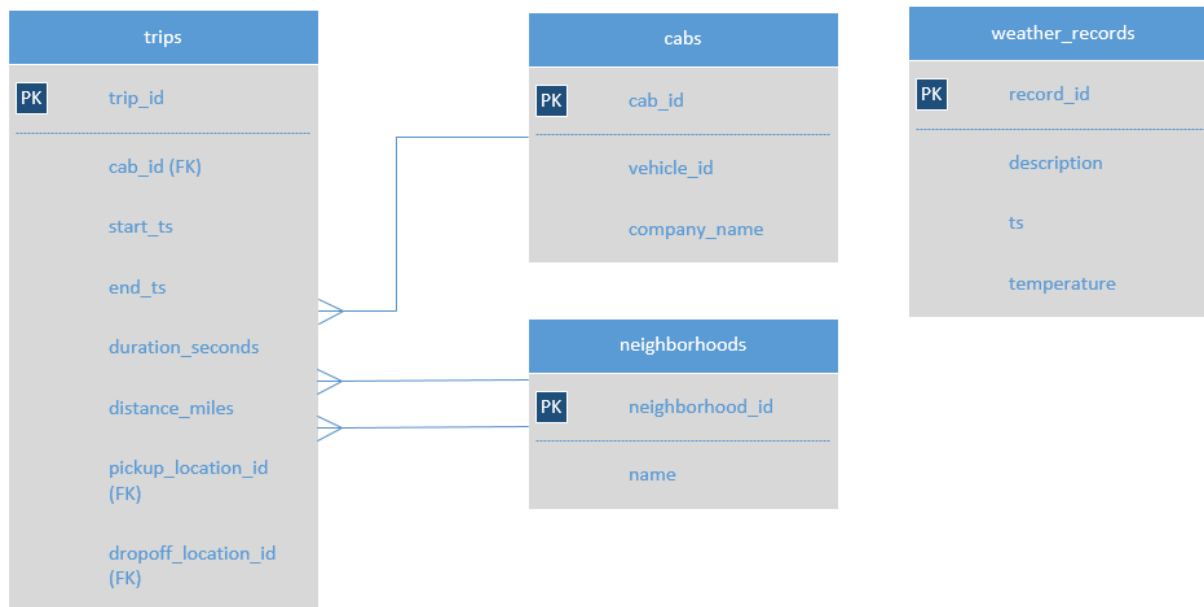 trips
PK trip_id
cab_id (FK)
start_ts
end_ts
duration_seconds
distance_miles
pickup_location_id
(FK)
dropoff_location_id
(FK)
cabs
PK cab_id
vehicle_id
company_name
neighborhoods
PK neighborhood_id
name
weather_records
PK record_id
description
ts
temperature